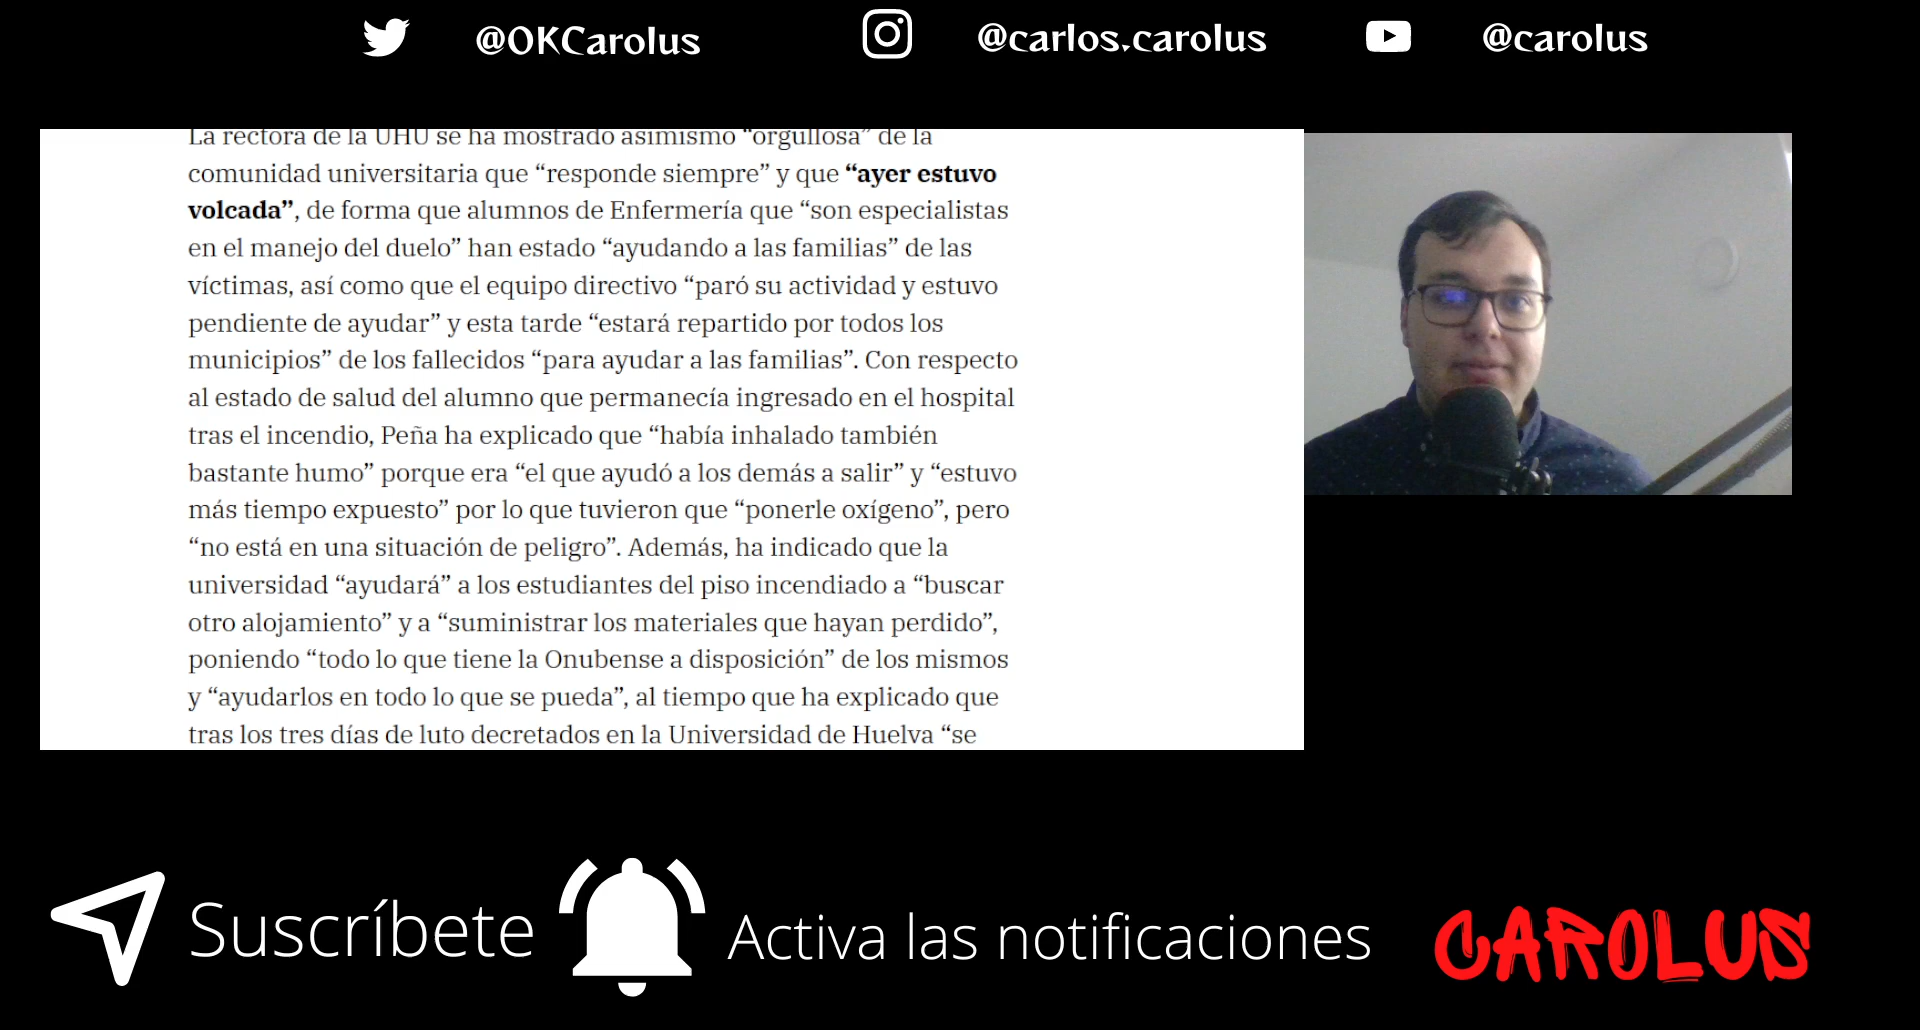 @OKCarolus
@carlos.carolus
@carolus
La rectora de la UHU se ha mostrado asimismo “orgullosa” de la
comunidad universitaria que “responde siempre” y que “ayer estuvo
volcada”, de forma que alumnos de Enfermería que “son especialistas
en el manejo del duelo” han estado “ayudando a las familias” de las
víctimas, así como que el equipo directivo “paró su actividad y estuvo
pendiente de ayudar” y esta tarde “estará repartido por todos los
municipios” de los fallecidos “para ayudar a las familias”. Con respecto
al estado de salud del alumno que permanecía ingresado en el hospital
tras el incendio, Peña ha explicado que “había inhalado también
bastante humo” porque era “el que ayudó a los demás a salir” y “estuvo
más tiempo expuesto” por lo que tuvieron que “ponerle oxígeno”, pero
“no está en una situación de peligro”. Además, ha indicado que la
universidad “ayudará” a los estudiantes del piso incendiado a “buscar
otro alojamiento” y a “suministrar los materiales que hayan perdido”,
poniendo “todo lo que tiene la Onubense a disposición” de los mismos
y “ayudarlos en todo lo que se pueda”, al tiempo que ha explicado que
tras los tres días de luto decretados en la Universidad de Huelva “se
Suscríbete
Activa las notificaciones
CAROLUS